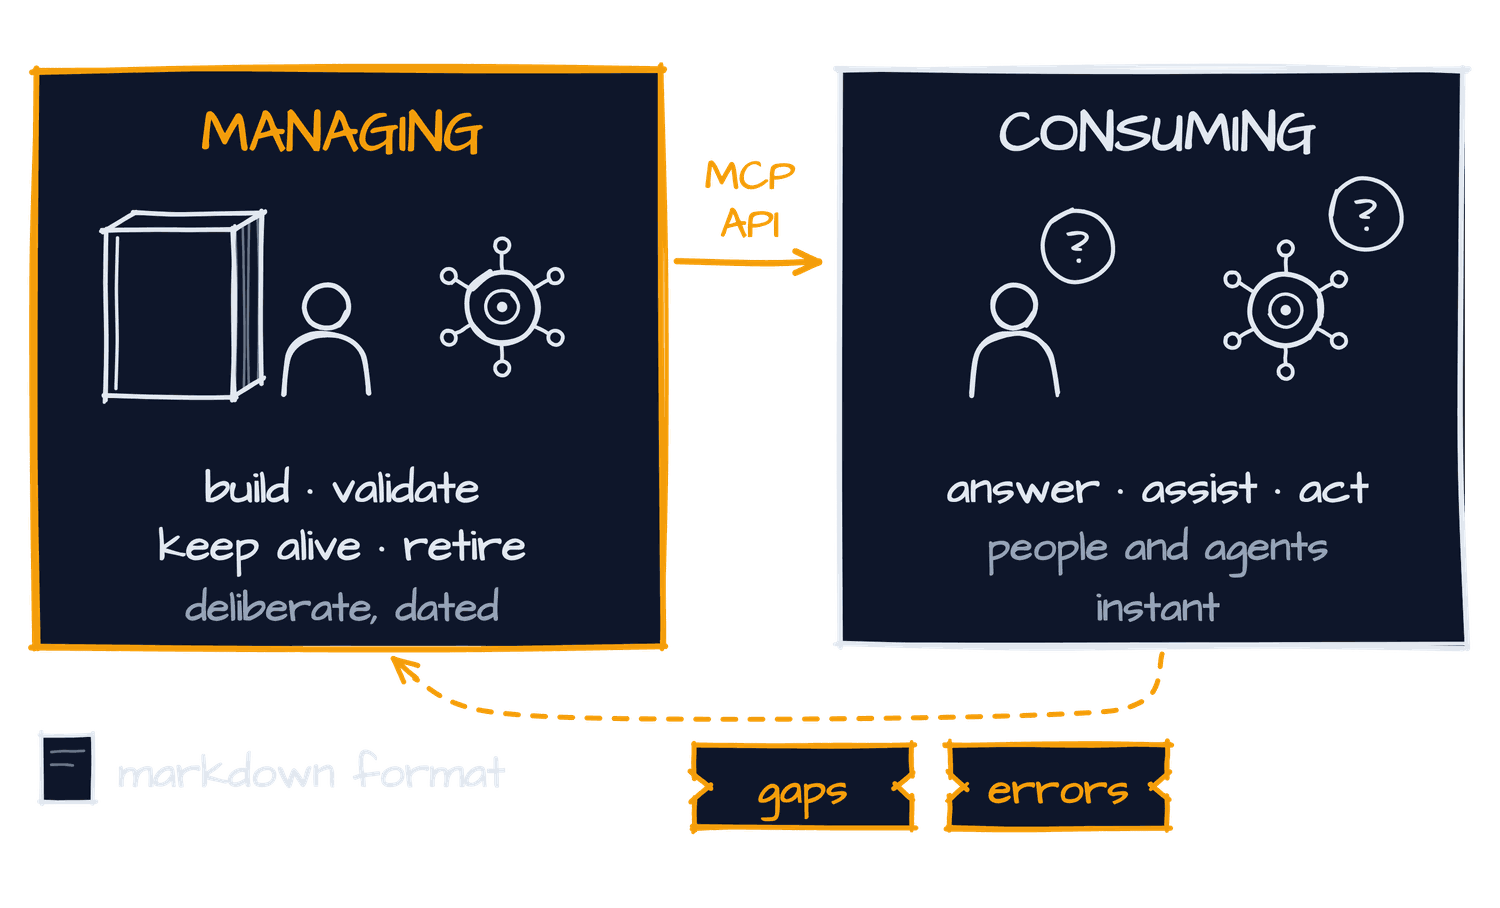 MANAGING
build · validate
keep alive · retire
deliberate, dated
MCP
API
CONSUMING
?
?
answer · assist · act
people and agents
instant
markdown format
gaps
errors